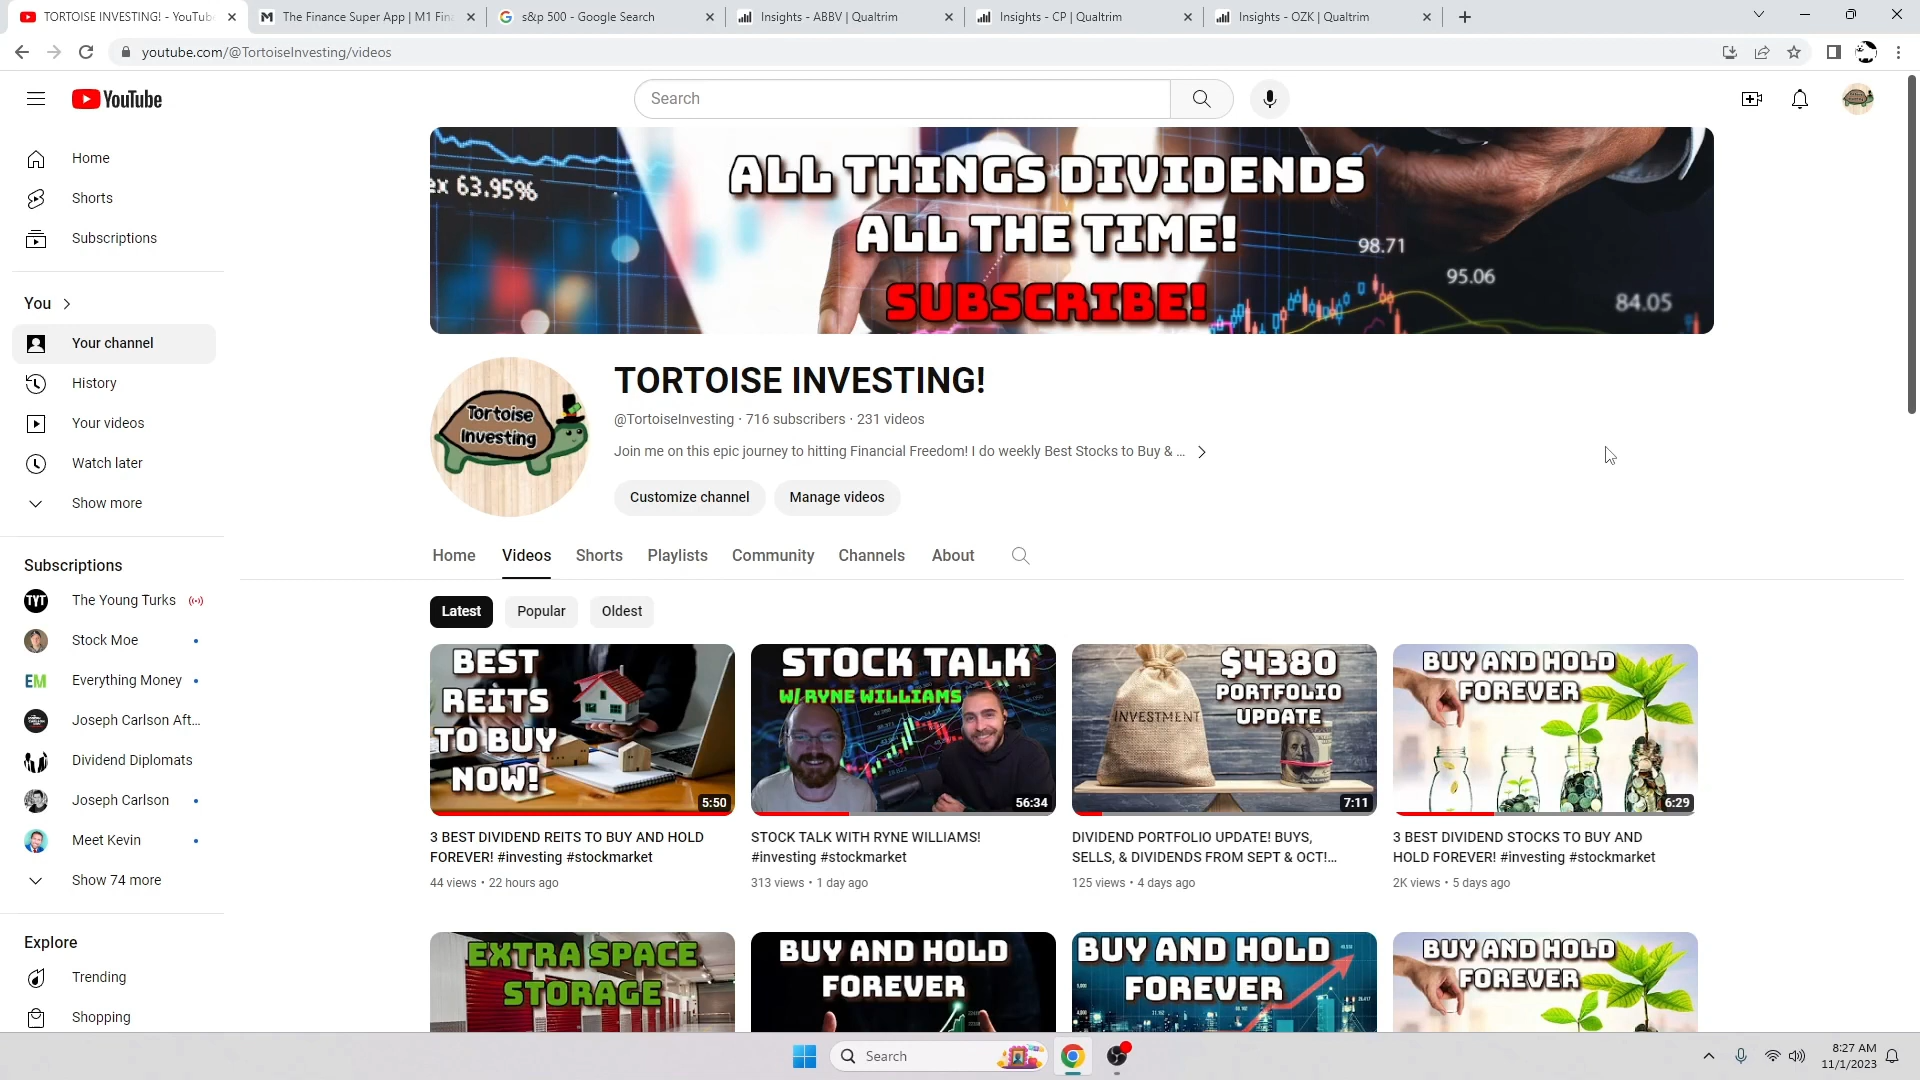 TORTOISE INVESTING! - YouTube
The Finance Super App | M1 Fin
s&p 500 - Google Search
Insights - ABBV | Qualtrim
Insights - CP | Qualtrim
Insights - OZK | Qualtrim
youtube.com/@TortoiseInvesting/videos
YouTube
Search
Home
Shorts
Subscriptions
You
Your channel
History
Your videos
Watch later
Show more
Subscriptions
TYT The Young Turks
Stock Moe
EM Everything Money
Joseph Carlson Aft...
Dividend Diplomats
Joseph Carlson
Meet Kevin
Show 74 more
Explore
Trending
Shopping
ex 63.95%
ALL THINGS DIVIDENDS
ALL THE TIME!
SUBSCRIBE!
98.71
95.06
84.05
Tortoise
Investing
TORTOISE INVESTING!
@TortoiseInvesting · 716 subscribers · 231 videos
Join me on this epic journey to hitting Financial Freedom! I do weekly Best Stocks to Buy & ...
Customize channel
Manage videos
Home Videos Shorts Playlists Community Channels About
Latest Popular Oldest
BEST
REITS
TO BUY
NOW!
5:50
3 BEST DIVIDEND REITS TO BUY AND HOLD
FOREVER! #investing #stockmarket
44 views • 22 hours ago
STOCK TALK
W/ RYNE WILLIAMS
56:34
STOCK TALK WITH RYNE WILLIAMS!
#investing #stockmarket
313 views • 1 day ago
$4380
PORTFOLIO
UPDATE
INVESTMENT
7:11
DIVIDEND PORTFOLIO UPDATE! BUYS,
SELLS, & DIVIDENDS FROM SEPT & OCT!...
125 views • 4 days ago
BUY AND HOLD
FOREVER
6:29
3 BEST DIVIDEND STOCKS TO BUY AND
HOLD FOREVER! #investing #stockmarket
2K views • 5 days ago
EXTRA SPACE
STORAGE
BUY AND HOLD
FOREVER
BUY AND HOLD
FOREVER
BUY AND HOLD
FOREVER
Search
8:27 AM
11/1/2023